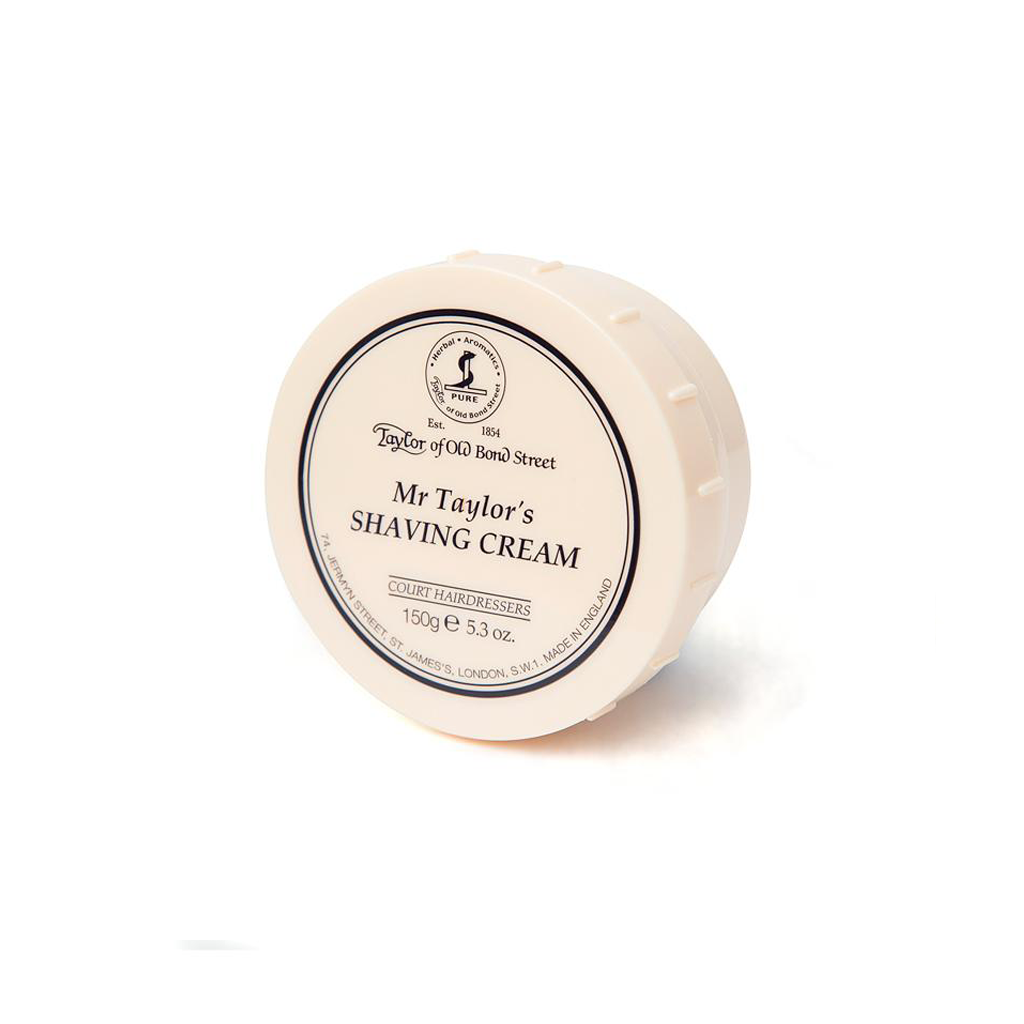 • Herbal • Aromatics •
PURE
Taylor of Old Bond Street
Est. 1854
Taylor of Old Bond Street
Mr Taylor's
SHAVING CREAM
COURT HAIRDRESSERS
150g ℮ 5.3 oz.
74, JERMYN STREET, ST. JAMES'S, LONDON, S.W.1. MADE IN ENGLAND